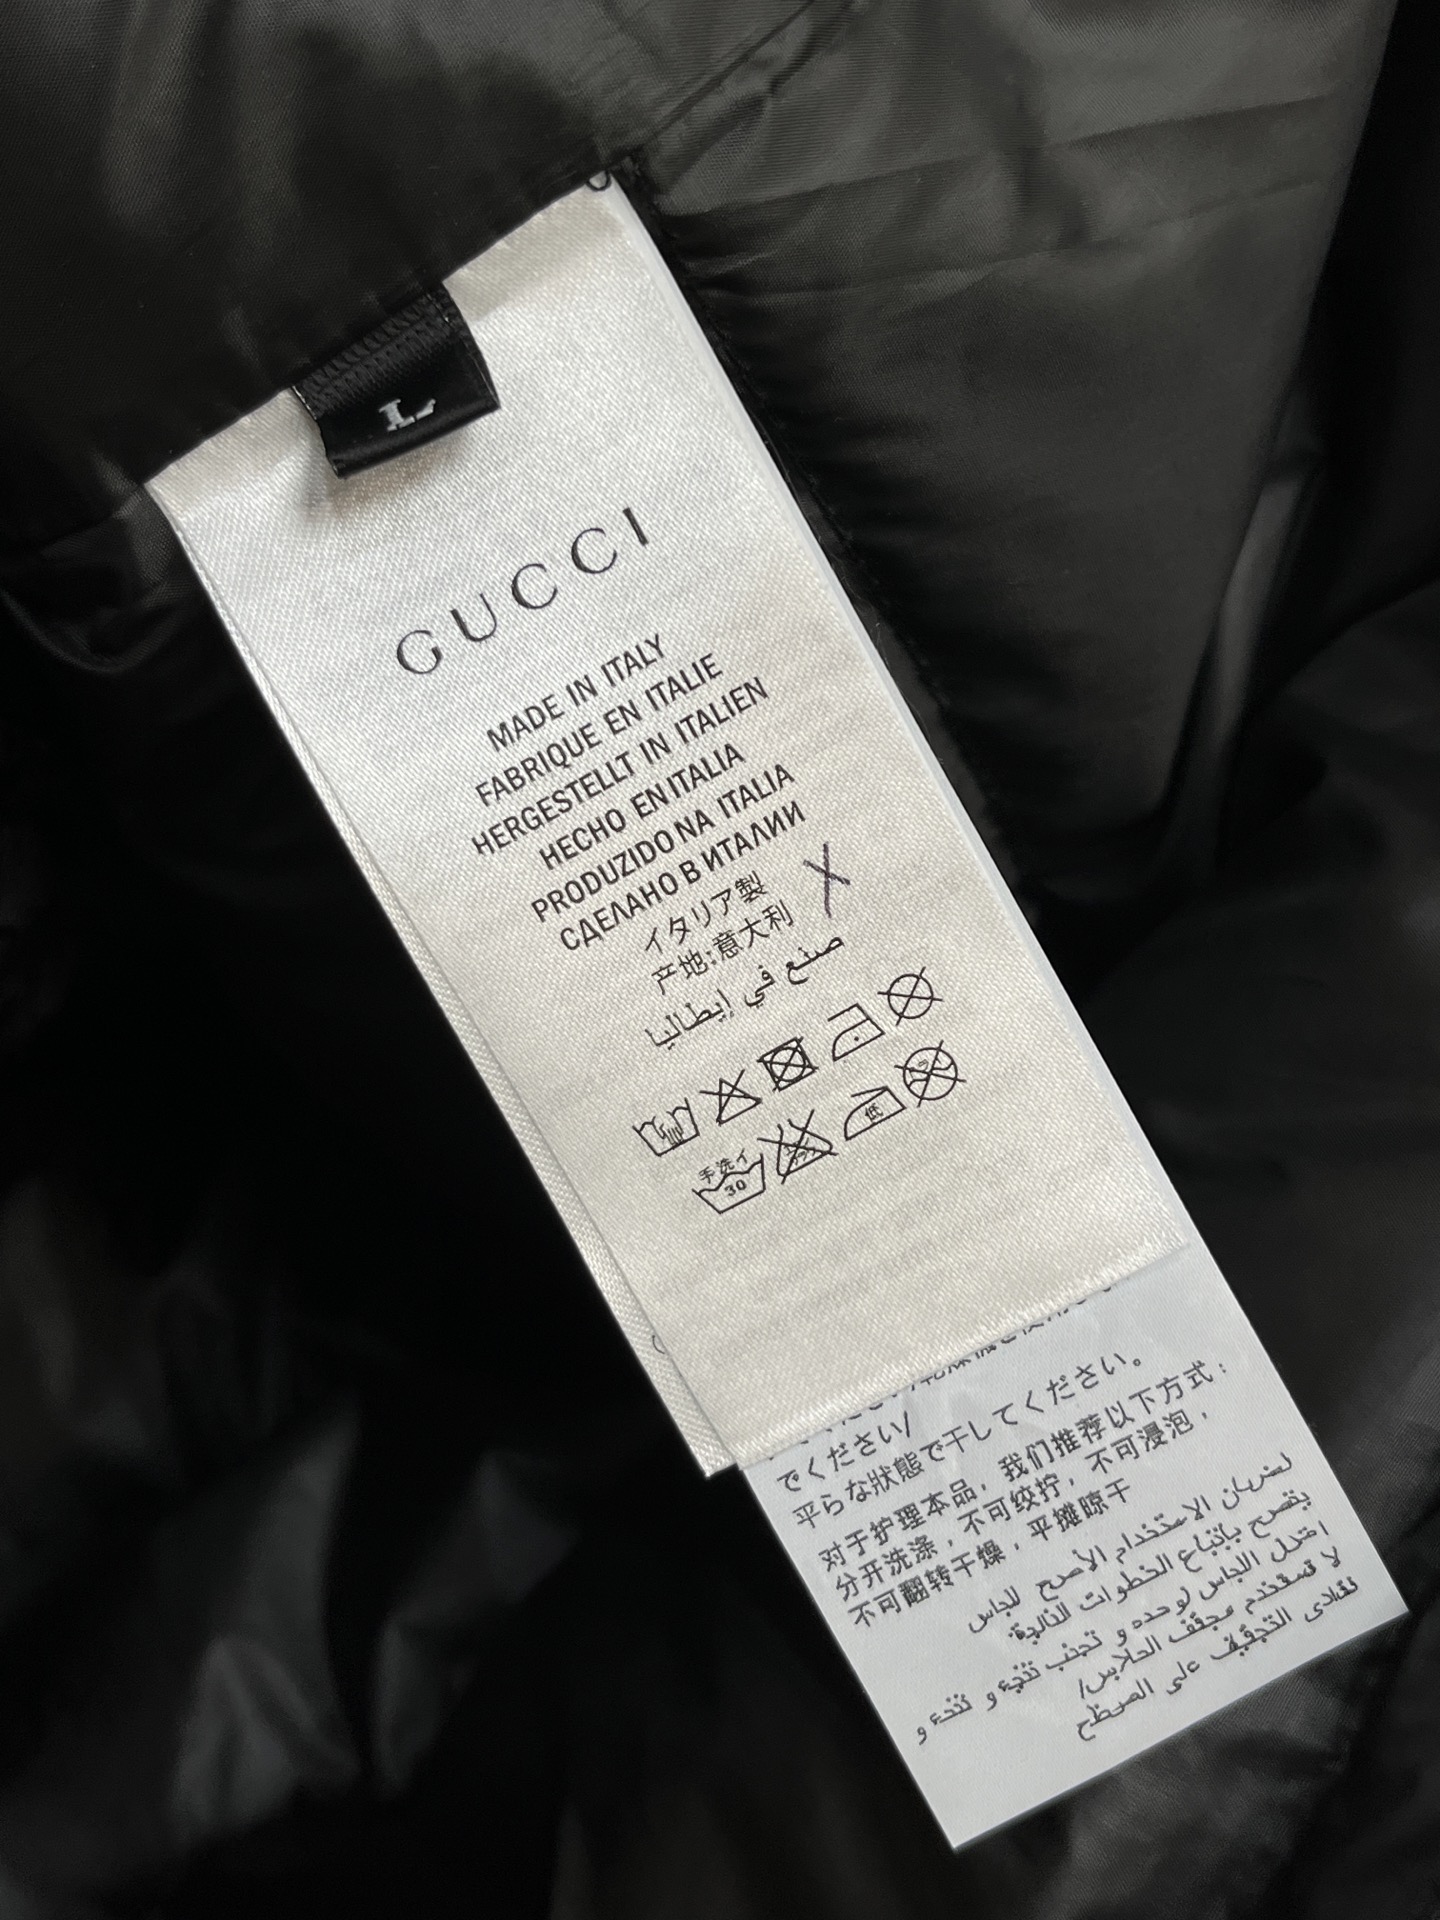 L
GUCCI
MADE IN ITALY
FABRIQUE EN ITALIE
HERGESTELLT IN ITALIEN
HECHO EN ITALIA
PRODUZIDO NA ITALIA
СДЕЛАНО В ИТАЛИИ
イタリア製
产地:意大利
صنع في إيطاليا
X
手洗イ
30
低
でください/
平らな狀態で干してください。
对于护理本品，我们推荐以下方式：
分开洗涤，不可绞拧，不可浸泡，
不可翻转干燥，平摊晾干